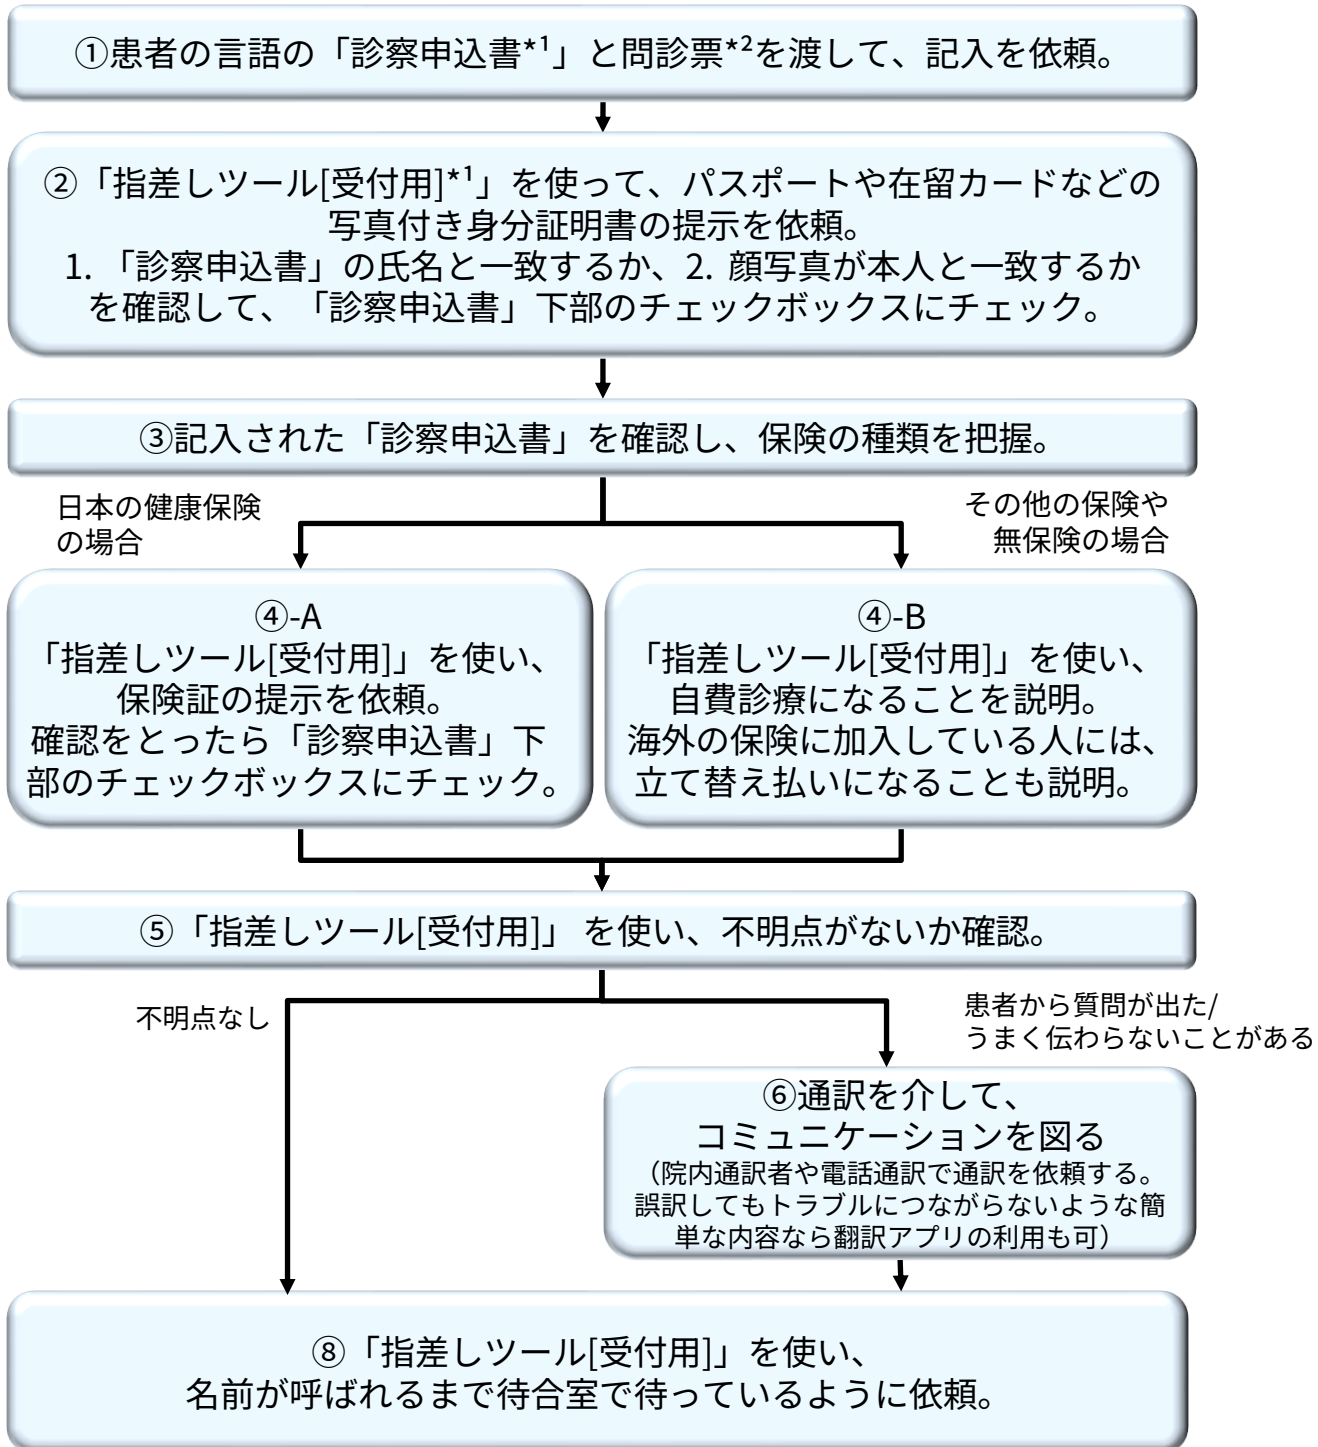 ①患者の言語の「診察申込書*¹」と問診票*²を渡して、記入を依頼。
②「指差しツール[受付用]*¹」を使って、パスポートや在留カードなどの
写真付き身分証明書の提示を依頼。
1. 「診察申込書」の氏名と一致するか、2. 顔写真が本人と一致するか
を確認して、「診察申込書」下部のチェックボックスにチェック。
③記入された「診察申込書」を確認し、保険の種類を把握。
日本の健康保険
の場合
その他の保険や
無保険の場合
④-A
「指差しツール[受付用]」を使い、
保険証の提示を依頼。
確認をとったら「診察申込書」下
部のチェックボックスにチェック。
④-B
「指差しツール[受付用]」を使い、
自費診療になることを説明。
海外の保険に加入している人には、
立て替え払いになることも説明。
⑤「指差しツール[受付用]」 を使い、不明点がないか確認。
不明点なし
患者から質問が出た/
うまく伝わらないことがある
⑥通訳を介して、
コミュニケーションを図る
（院内通訳者や電話通訳で通訳を依頼する。
誤訳してもトラブルにつながらないような簡
単な内容なら翻訳アプリの利用も可）
⑧「指差しツール[受付用]」を使い、
名前が呼ばれるまで待合室で待っているように依頼。